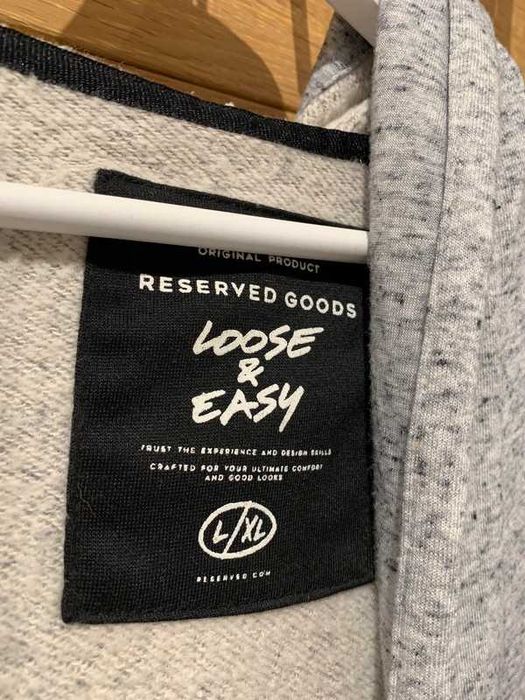 ORIGINAL PRODUCT
RESERVED GOODS
LOOSE
&
EASY
TRUST THE EXPERIENCE AND DESIGN SKILLS
CRAFTED FOR YOUR ULTIMATE COMFORT
AND GOOD LOOKS
L/XL
RESERVED.COM